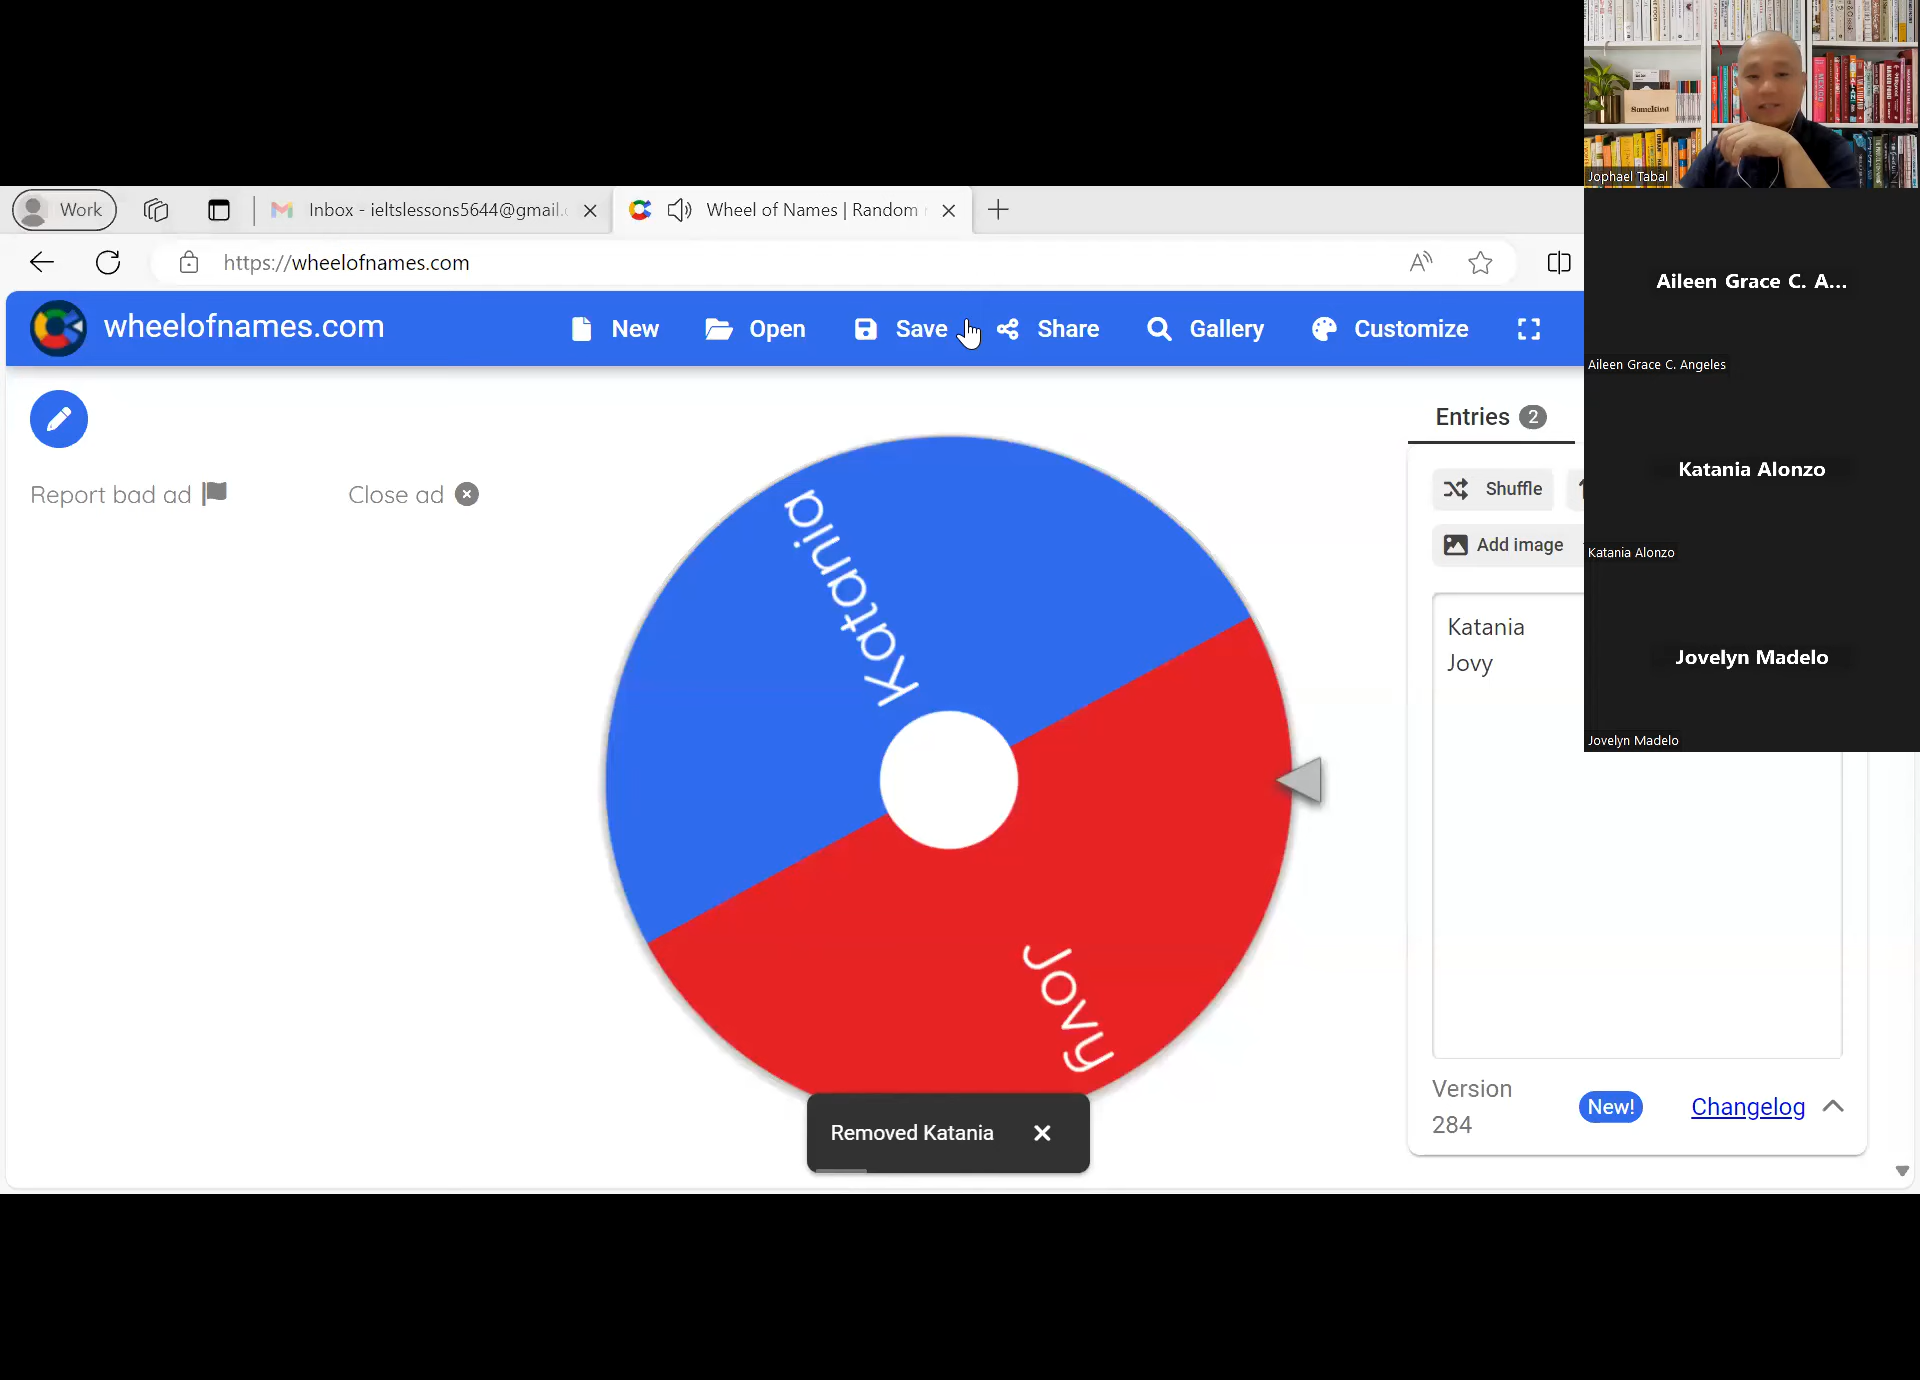 Jophael Tabal
Work
Inbox - ieltslessons5644@gmail.
Wheel of Names | Random
https://wheelofnames.com
wheelofnames.com
New
Open
Save
Share
Gallery
Customize
Aileen Grace C. A...
Aileen Grace C. Angeles
Report bad ad
Close ad
Entries 2
Shuffle
Add image
Katania Alonzo
Katania Alonzo
Katania
Jovy
Jovelyn Madelo
Jovelyn Madelo
Katania
Jovy
Removed Katania
Version
284
New!
Changelog